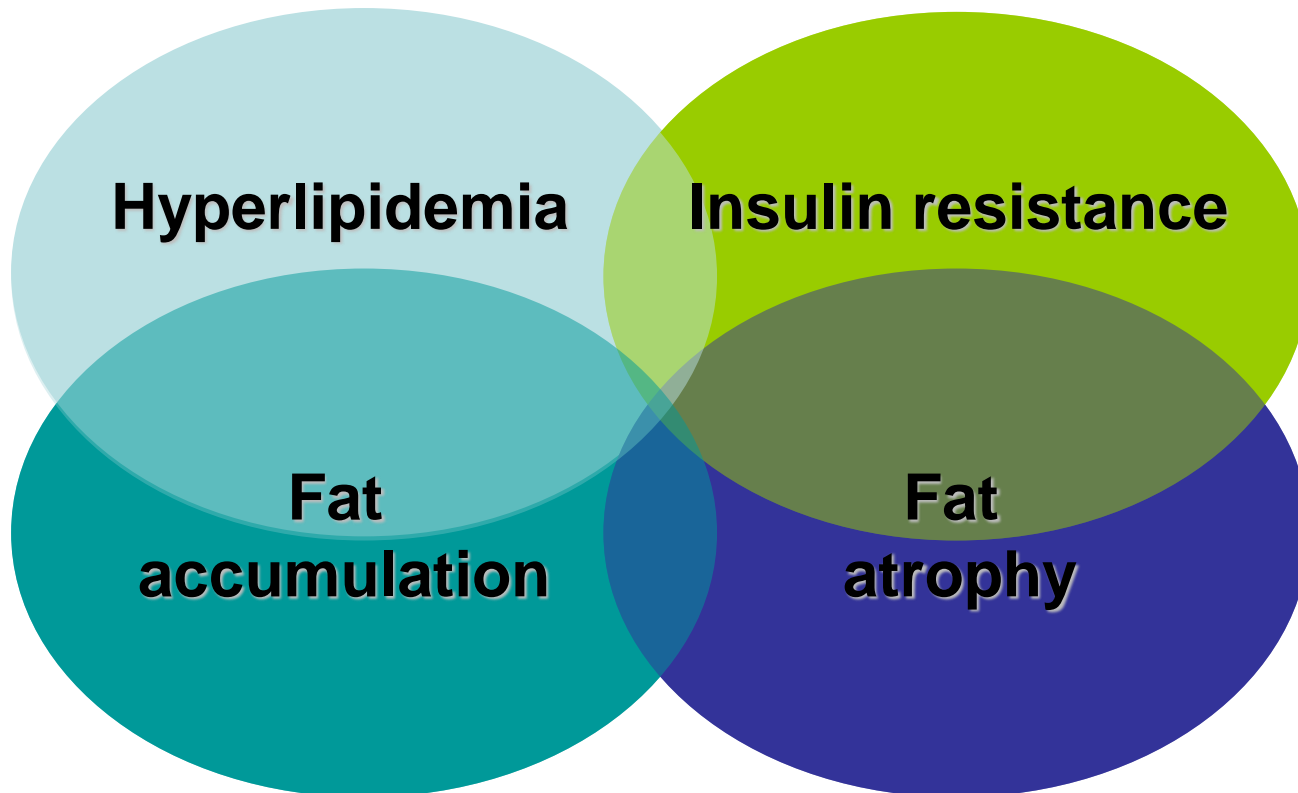 Hyperlipidemia
Insulin resistance
Fat
accumulation
Fat
atrophy